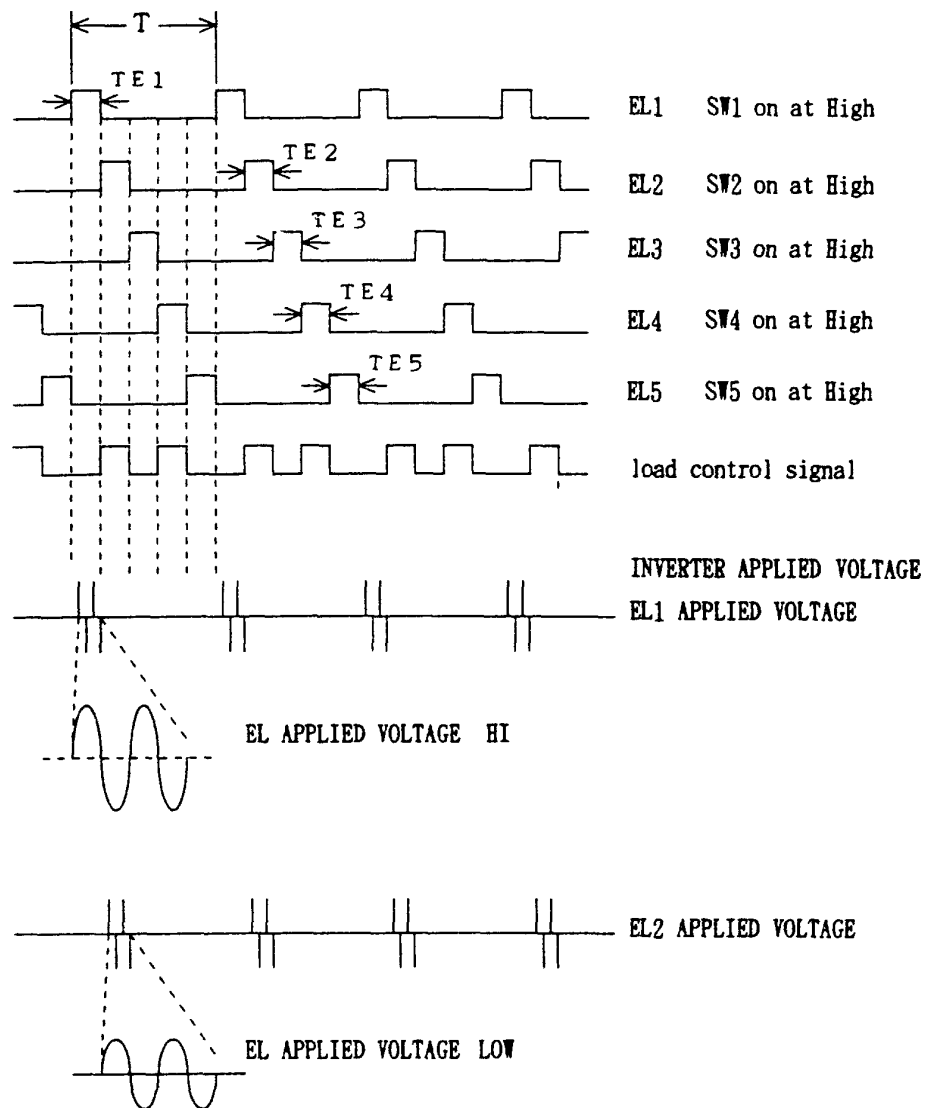 T
TE1
EL1 SW1 on at High
TE2
EL2 SW2 on at High
TE3
EL3 SW3 on at High
TE4
EL4 SW4 on at High
TE5
EL5 SW5 on at High
load control signal
INVERTER APPLIED VOLTAGE
EL1 APPLIED VOLTAGE
EL APPLIED VOLTAGE HI
EL2 APPLIED VOLTAGE
EL APPLIED VOLTAGE LOW